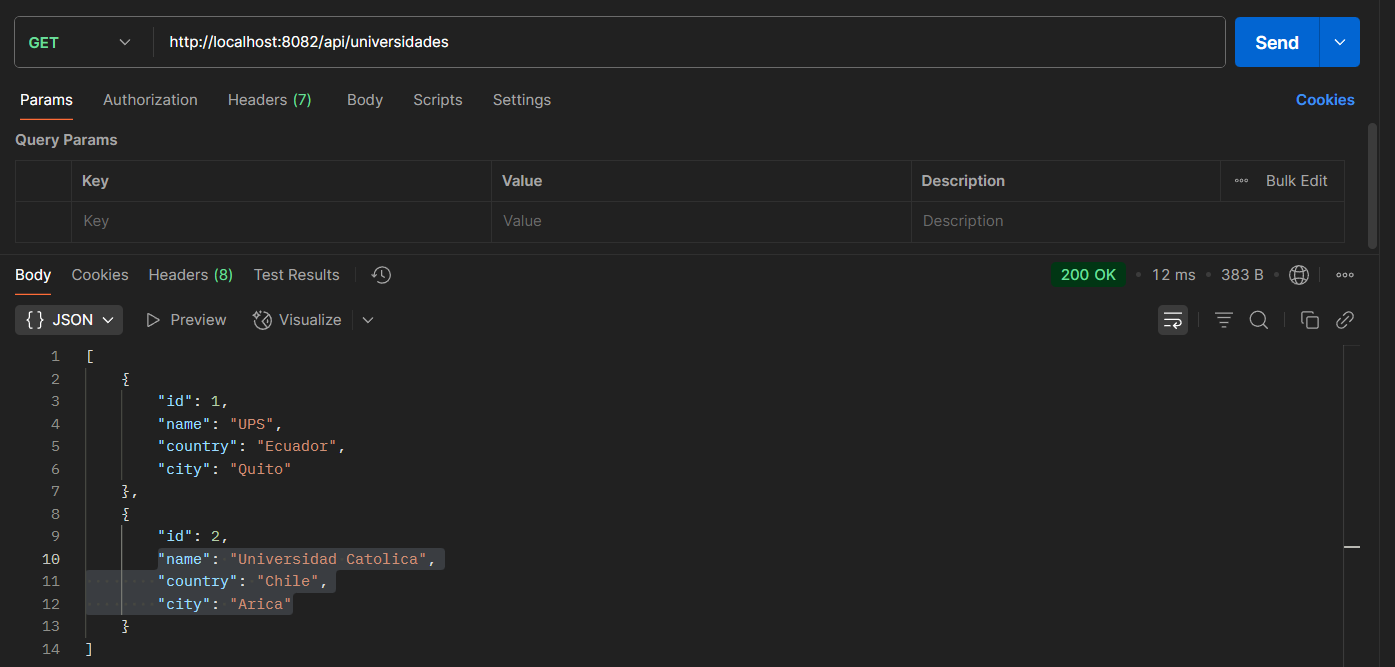 GET http://localhost:8082/api/universidades Send
Params Authorization Headers (7) Body Scripts Settings Cookies
Query Params
Key Value Description Bulk Edit
Key Value Description
Body Cookies Headers (8) Test Results 200 OK • 12 ms • 383 B •
{} JSON Preview Visualize
1 [
2 {
3 "id": 1,
4 "name": "UPS",
5 "country": "Ecuador",
6 "city": "Quito"
7 },
8 {
9 "id": 2,
10 "name": "Universidad Catolica",
11 "country": "Chile",
12 "city": "Arica"
13 }
14 ]